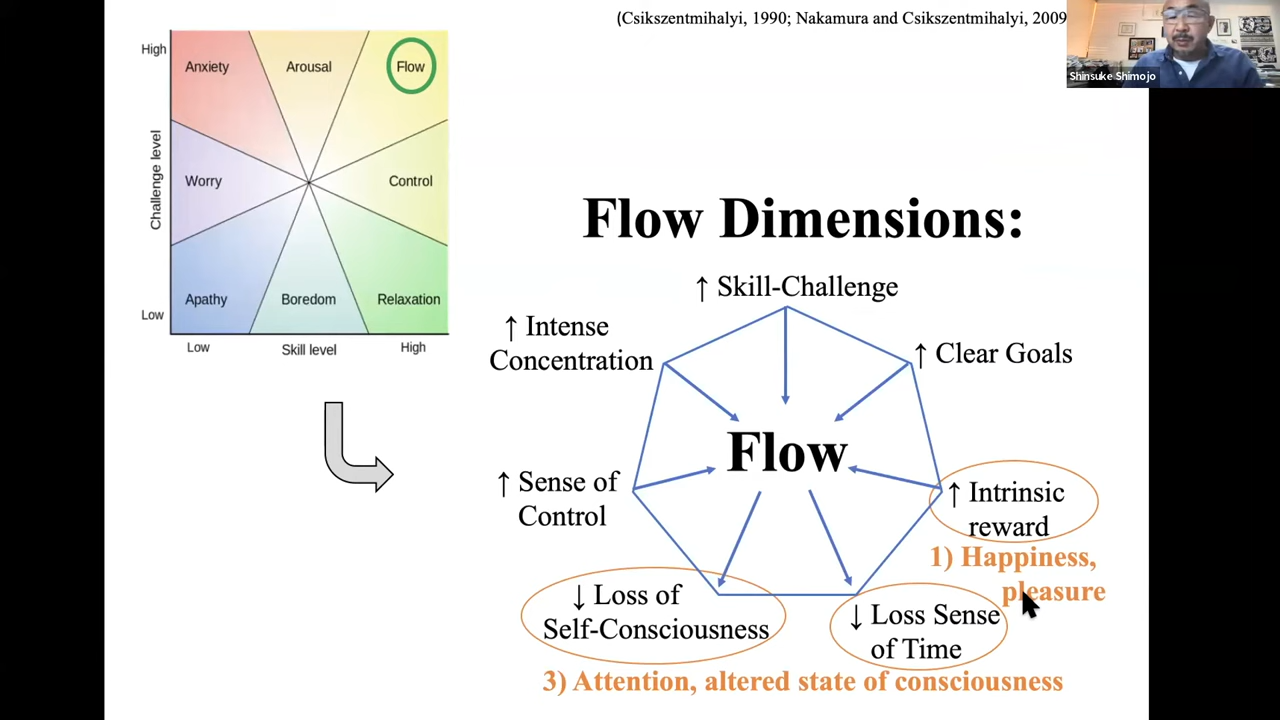 (Csikszentmihalyi, 1990; Nakamura and Csikszentmihalyi, 2009
Shinsuke Shimojo
High
Anxiety
Arousal
Flow
Challenge level
Worry
Control
Apathy
Boredom
Relaxation
Low
Low
Skill level
High
Flow Dimensions:
↑ Skill-Challenge
↑ Intense
Concentration
↑ Clear Goals
Flow
↑ Sense of
Control
↑ Intrinsic
reward
1) Happiness,
pleasure
↓ Loss of
Self-Consciousness
↓ Loss Sense
of Time
3) Attention, altered state of consciousness